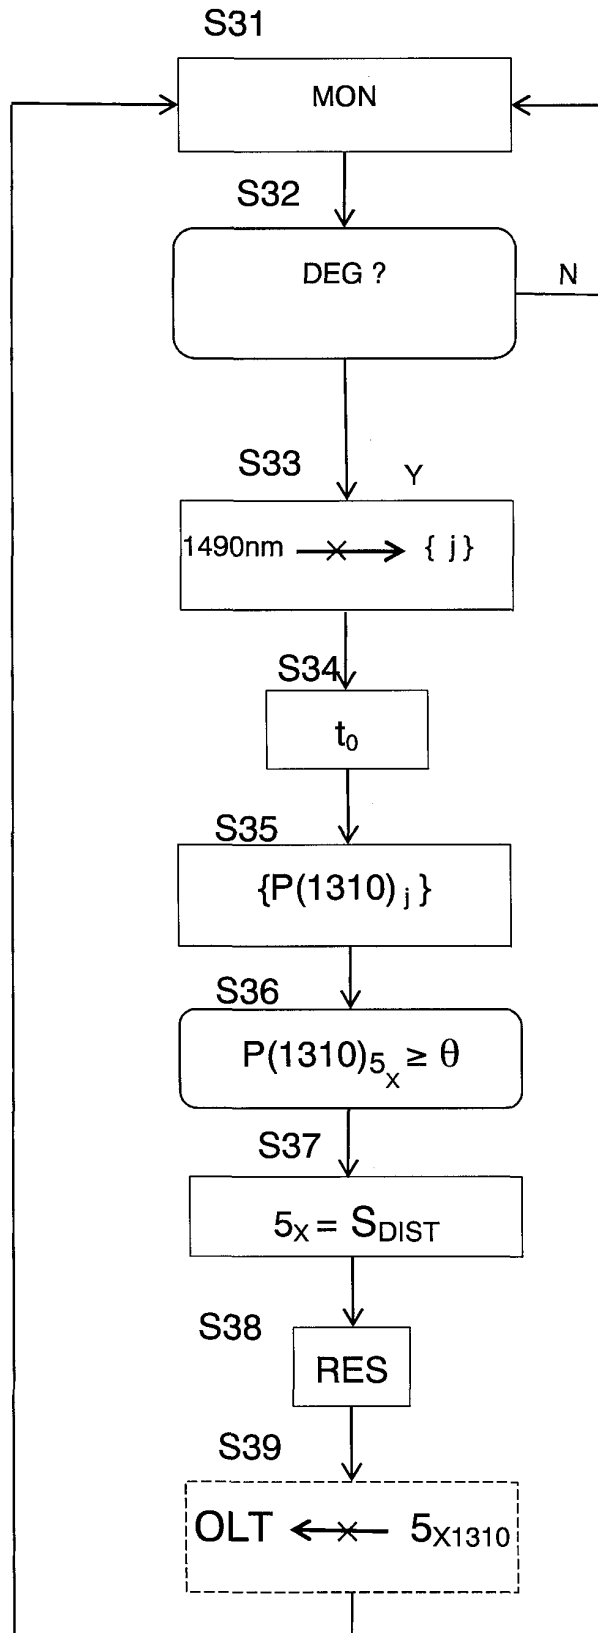 S31
MON
S32
DEG ?
N
S33
Y
1490nm { j }
S34
t₀
S35
{P(1310) ⱼ }
S36
P(1310)5ₓ ≥ θ
S37
5ₓ = S_DIST
S38
RES
S39
OLT 5X1310